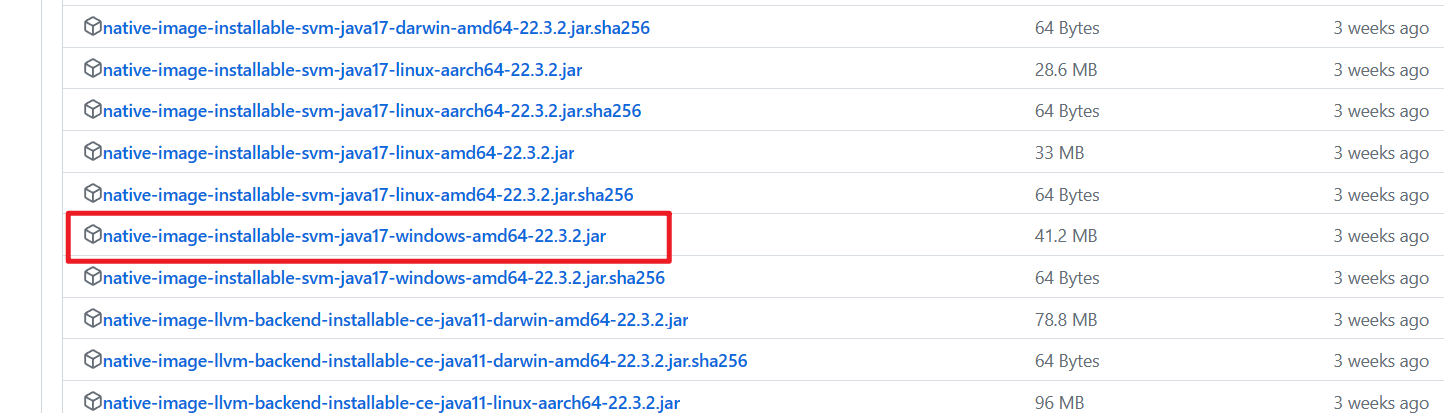 native-image-installable-svm-java17-darwin-amd64-22.3.2.jar.sha256 64 Bytes 3 weeks ago
native-image-installable-svm-java17-linux-aarch64-22.3.2.jar 28.6 MB 3 weeks ago
native-image-installable-svm-java17-linux-aarch64-22.3.2.jar.sha256 64 Bytes 3 weeks ago
native-image-installable-svm-java17-linux-amd64-22.3.2.jar 33 MB 3 weeks ago
native-image-installable-svm-java17-linux-amd64-22.3.2.jar.sha256 64 Bytes 3 weeks ago
native-image-installable-svm-java17-windows-amd64-22.3.2.jar 41.2 MB 3 weeks ago
native-image-installable-svm-java17-windows-amd64-22.3.2.jar.sha256 64 Bytes 3 weeks ago
native-image-llvm-backend-installable-ce-java11-darwin-amd64-22.3.2.jar 78.8 MB 3 weeks ago
native-image-llvm-backend-installable-ce-java11-darwin-amd64-22.3.2.jar.sha256 64 Bytes 3 weeks ago
native-image-llvm-backend-installable-ce-java11-linux-aarch64-22.3.2.jar 96 MB 3 weeks ago